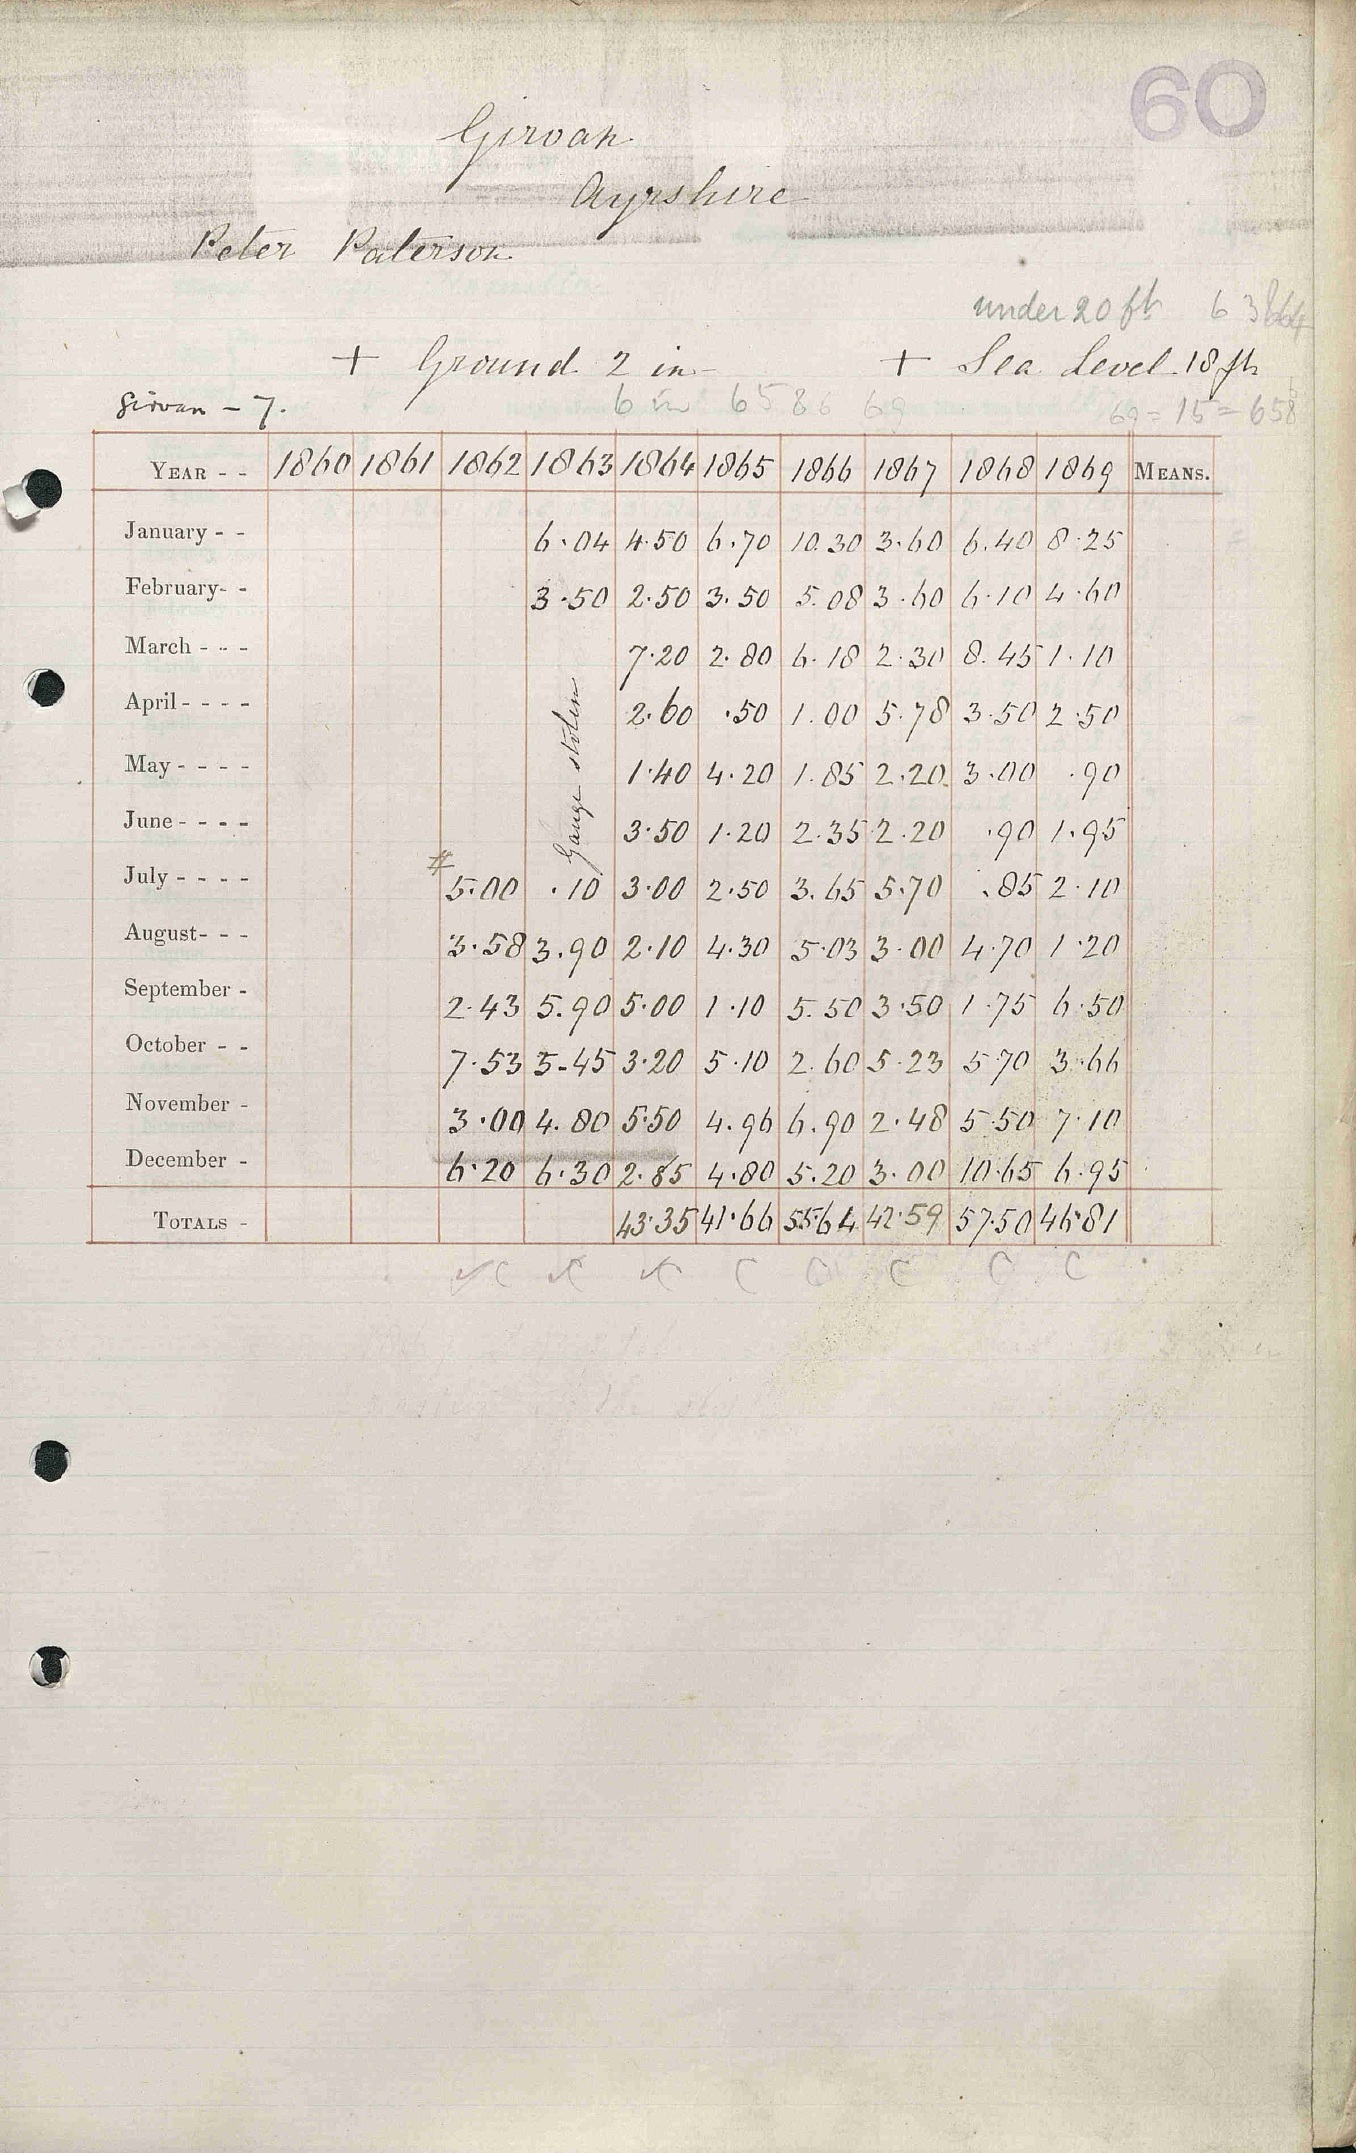 60
Girvan
Ayrshire
Peter Paterson
under 20 ft 63 864
+ Ground 2 in + Sea Level 18 ft
Girvan - 7. 6 in 65 86 69 69 = 15 = 658
YEAR - - 1860 1861 1862 1863 1864 1865 1866 1867 1868 1869 MEANS.
January - - 6.04 4.50 6.70 10.30 3.60 6.40 8.25
February- - 3.50 2.50 3.50 5.08 3.60 6.10 4.60
March - - - 7.20 2.80 6.18 2.30 8.45 1.10
April - - - - 2.60 .50 1.00 5.78 3.50 2.50
May - - - - 1.40 4.20 1.85 2.20 3.00 .90
June - - - - Gauge stolen 3.50 1.20 2.35 2.20 .90 1.95
July - - - - # 5.00 .10 3.00 2.50 3.65 5.70 .85 2.10
August- - - 3.58 3.90 2.10 4.30 5.03 3.00 4.70 1.20
September - 2.43 5.90 5.00 1.10 5.50 3.50 1.75 6.50
October - - 7.53 5.45 3.20 5.10 2.60 5.23 5.70 3.66
November - 3.00 4.80 5.50 4.96 6.90 2.48 5.50 7.10
December - 6.20 6.30 2.85 4.80 5.20 3.00 10.65 6.95
TOTALS - 43.35 41.66 55.64 42.59 57.50 46.81
C C C C C C C C